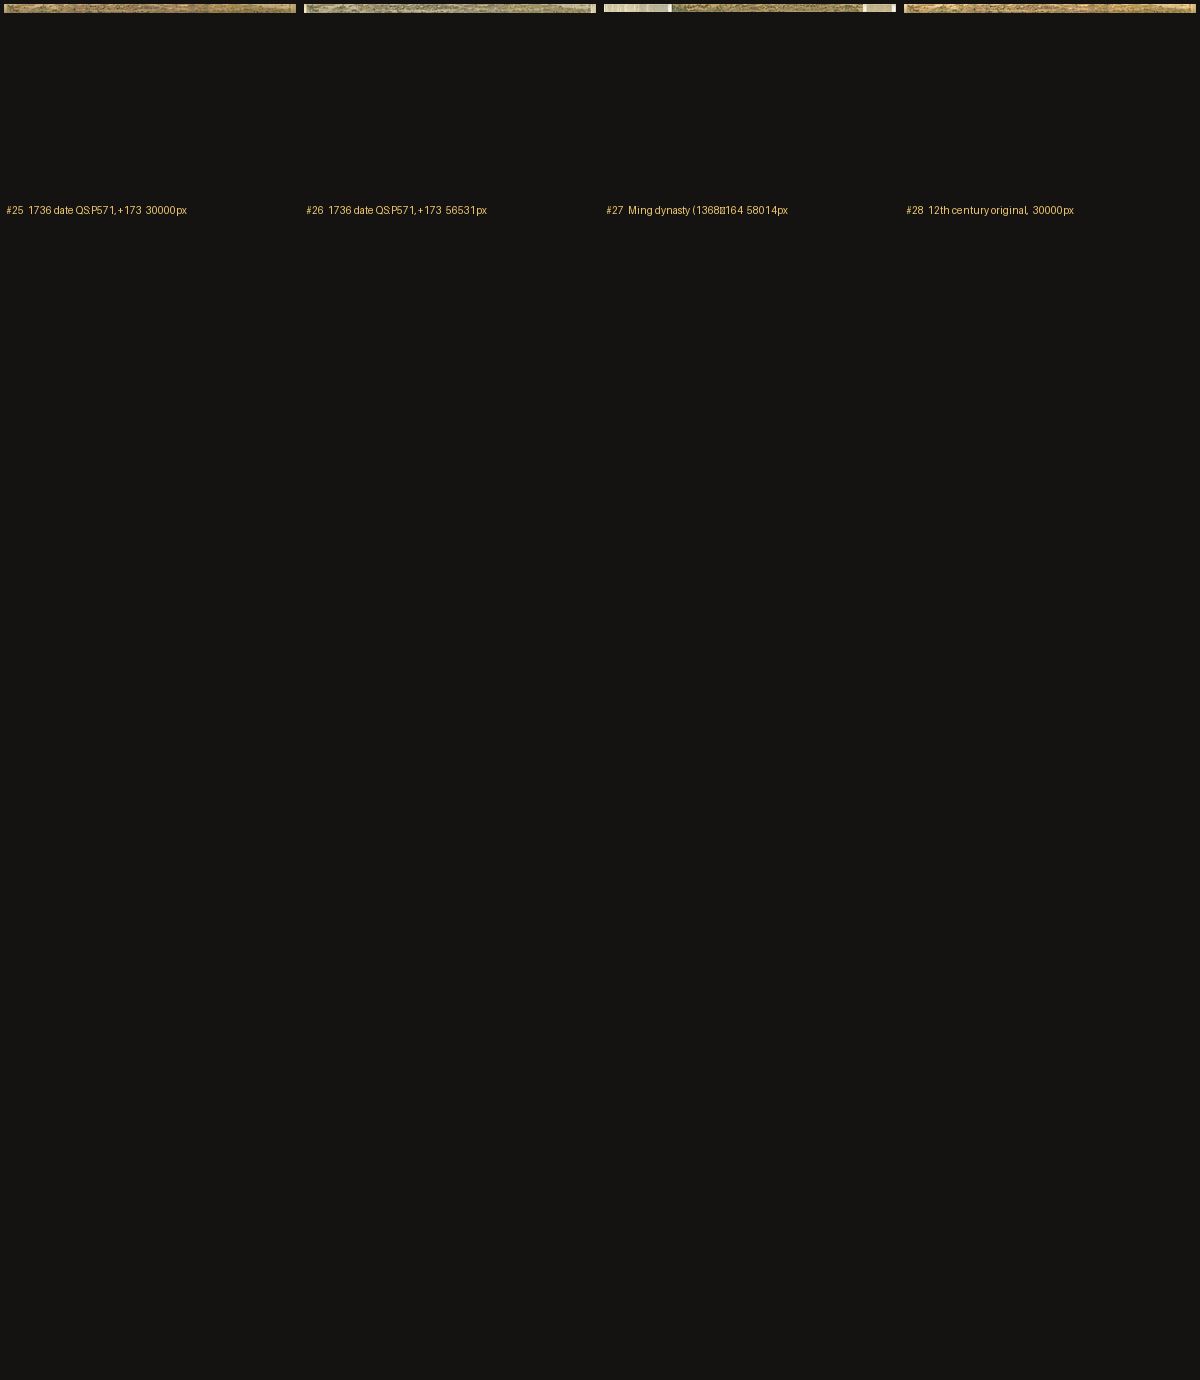 #25 1736 date QS:P571,+173 30000px
#26 1736 date QS:P571,+173 56531px
#27 Ming dynasty (1368▯164 58014px
#28 12th century original, 30000px